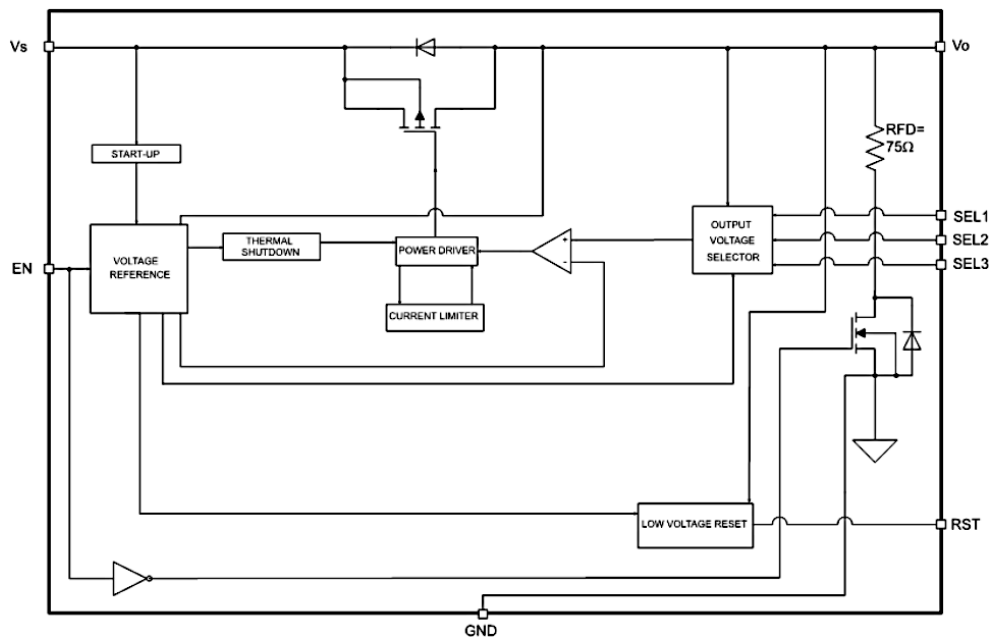 Vs
Vo
RFD=
75Ω
START-UP
SEL1
OUTPUT
VOLTAGE
SELECTOR
THERMAL
SHUTDOWN
POWER DRIVER
+
-
SEL2
VOLTAGE
REFERENCE
EN
SEL3
CURRENT LIMITER
LOW VOLTAGE RESET
RST
GND